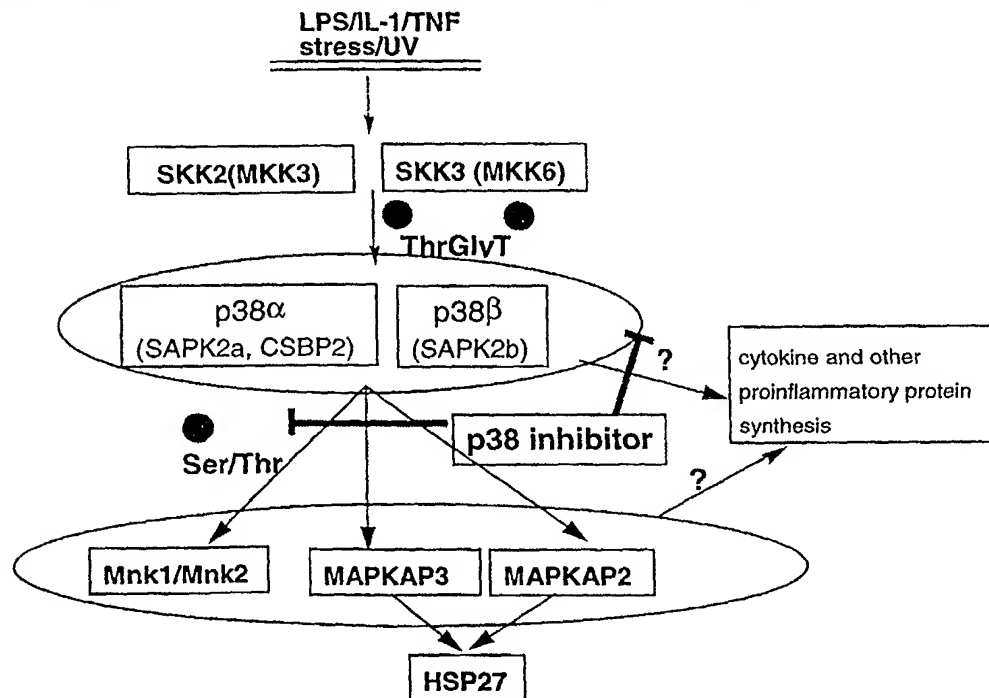 LPS/IL-1/TNF
stress/UV
SKK2(MKK3)
SKK3 (MKK6)
ThrGlyT
p38α
(SAPK2a, CSBP2)
p38β
(SAPK2b)
?
cytokine and other
proinflammatory protein
synthesis
p38 inhibitor
Ser/Thr
?
Mnk1/Mnk2
MAPKAP3
MAPKAP2
HSP27